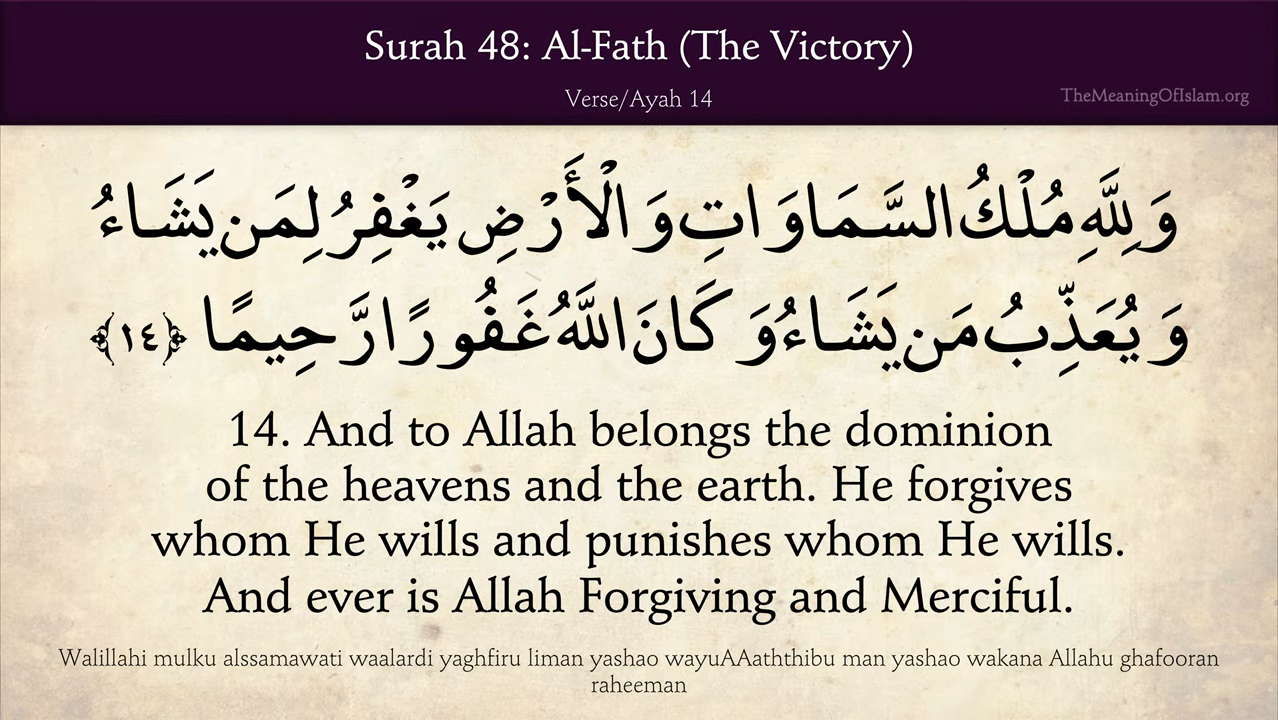 Surah 48: Al-Fath (The Victory)
Verse/Ayah 14
TheMeaningOfIslam.org
وَلِلَّهِ مُلْكُ السَّمَاوَاتِ وَالْأَرْضِ يَغْفِرُ لِمَن يَشَاءُ
وَيُعَذِّبُ مَن يَشَاءُ وَكَانَ اللَّهُ غَفُورًا رَّحِيمًا ﴿١٤﴾
14. And to Allah belongs the dominion
of the heavens and the earth. He forgives
whom He wills and punishes whom He wills.
And ever is Allah Forgiving and Merciful.
Walillahi mulku alssamawati waalardi yaghfiru liman yashao wayuAAaththibu man yashao wakana Allahu ghafooran
raheeman